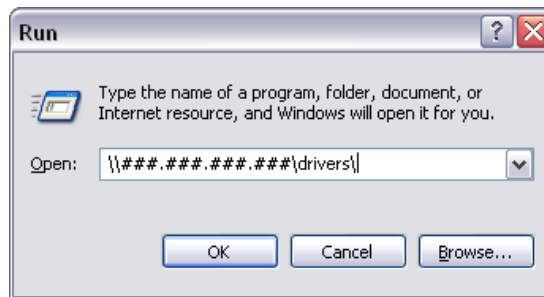 Run
Type the name of a program, folder, document, or
Internet resource, and Windows will open it for you.
Open: \\###.###.###.###\drivers\
OK Cancel Browse...